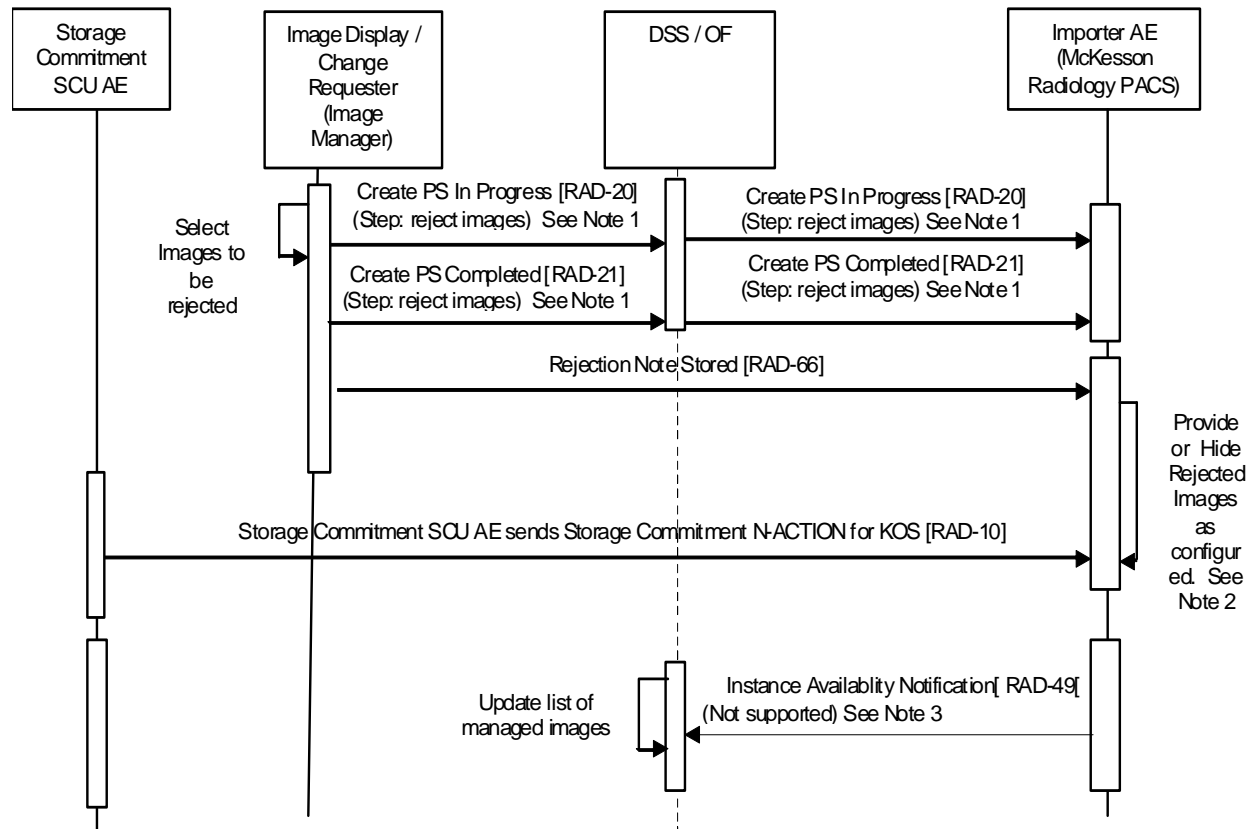 Storage
Commitment
SCU AE
Image Display /
Change
Requester
(Image
Manager)
DSS / OF
Importer AE
(McKesson
Radiology PACS)
Create PS In Progress [RAD-20]
(Step: reject images) See Note 1
Create PS In Progress [RAD-20]
(Step: reject images) See Note 1
Select
Images to
be
rejected
Create PS Completed [RAD-21]
(Step: reject images) See Note 1
Create PS Completed [RAD-21]
(Step: reject images) See Note 1
Rejection Note Stored [RAD-66]
Provide
or Hide
Rejected
Images
as
configur
ed. See
Note 2
Storage Commitment SCU AE sends Storage Commitment N-ACTION for KOS [RAD-10]
Update list of
managed images
Instance Availablity Notification[ RAD-49[
(Not supported) See Note 3